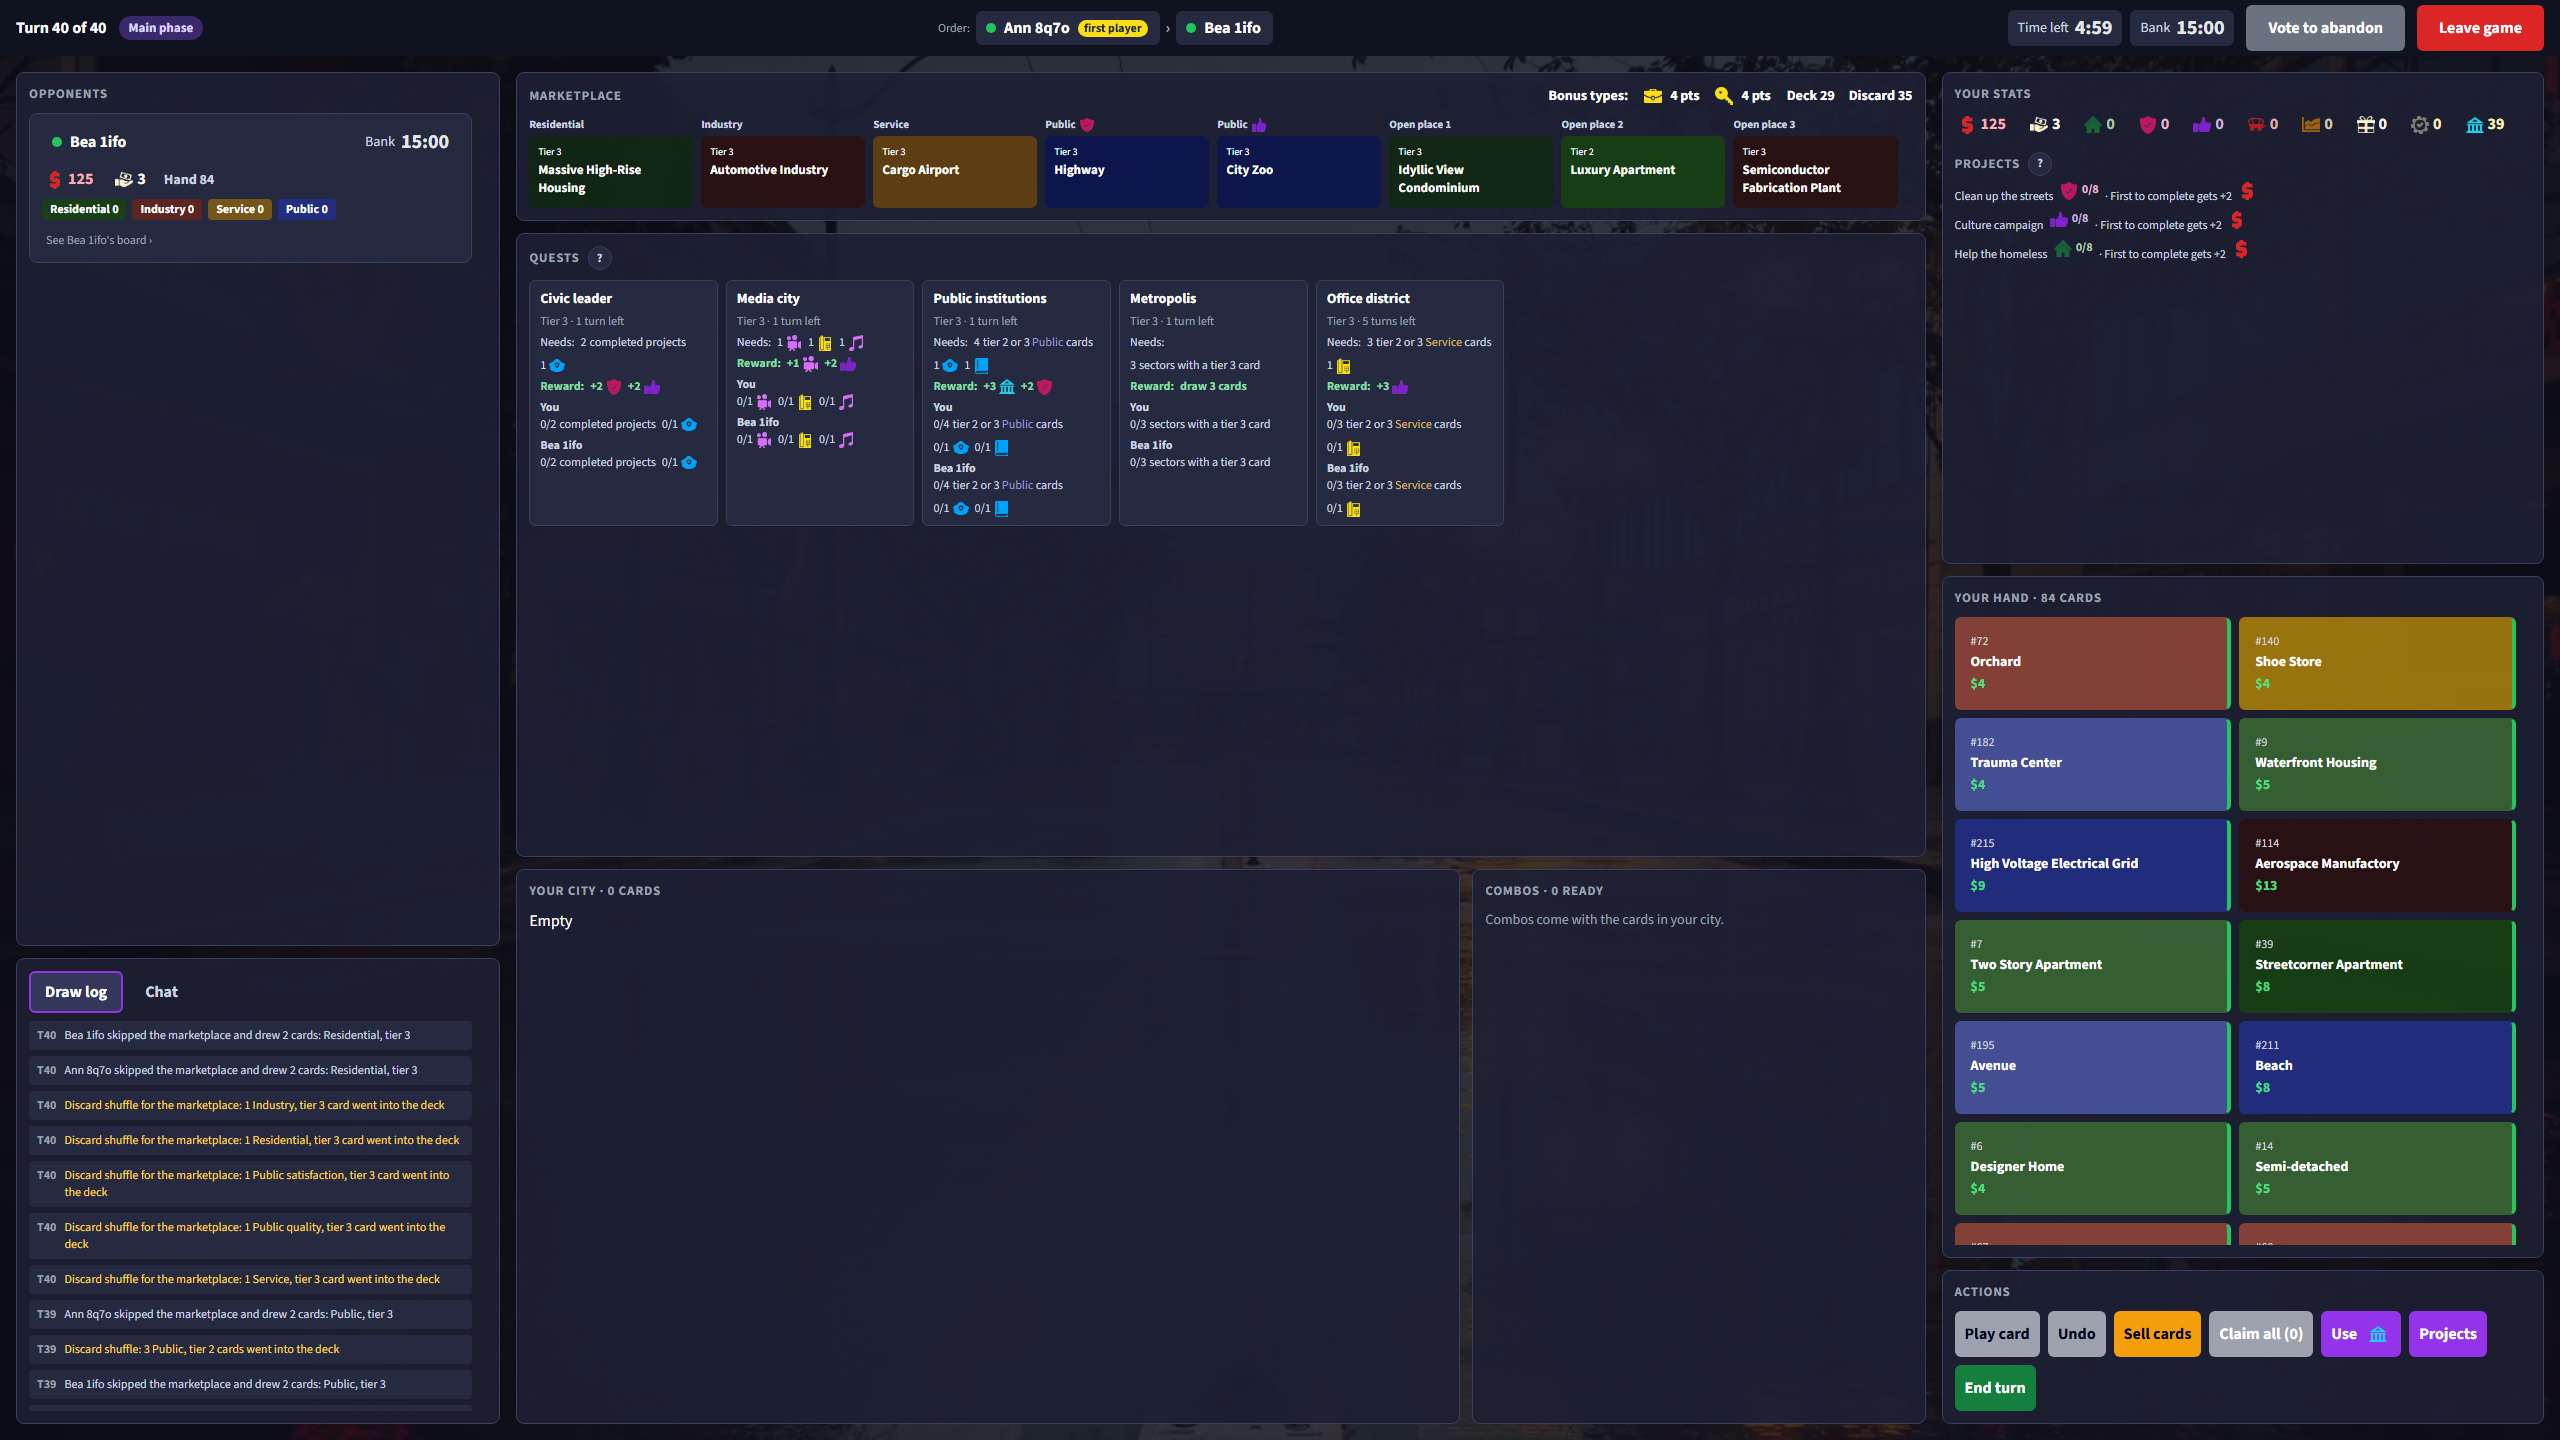 Turn 40 of 40 Main phase
Order: Ann 8q7o first player › Bea 1ifo
Time left 4:59 Bank 15:00 Vote to abandon Leave game
OPPONENTS
Bea 1ifo Bank 15:00
125 3 Hand 84
Residential 0 Industry 0 Service 0 Public 0
See Bea 1ifo's board ›
Draw log Chat
T40 Bea 1ifo skipped the marketplace and drew 2 cards: Residential, tier 3
T40 Ann 8q7o skipped the marketplace and drew 2 cards: Residential, tier 3
T40 Discard shuffle for the marketplace: 1 Industry, tier 3 card went into the deck
T40 Discard shuffle for the marketplace: 1 Residential, tier 3 card went into the deck
T40 Discard shuffle for the marketplace: 1 Public satisfaction, tier 3 card went into
the deck
T40 Discard shuffle for the marketplace: 1 Public quality, tier 3 card went into the
deck
T40 Discard shuffle for the marketplace: 1 Service, tier 3 card went into the deck
T39 Ann 8q7o skipped the marketplace and drew 2 cards: Public, tier 3
T39 Discard shuffle: 3 Public, tier 2 cards went into the deck
T39 Bea 1ifo skipped the marketplace and drew 2 cards: Public, tier 3
MARKETPLACE
Bonus types: 4 pts 4 pts Deck 29 Discard 35
Residential
Tier 3
Massive High-Rise
Housing
Industry
Tier 3
Automotive Industry
Service
Tier 3
Cargo Airport
Public
Tier 3
Highway
Public
Tier 3
City Zoo
Open place 1
Tier 3
Idyllic View
Condominium
Open place 2
Tier 2
Luxury Apartment
Open place 3
Tier 3
Semiconductor
Fabrication Plant
QUESTS ?
Civic leader
Tier 3 · 1 turn left
Needs: 2 completed projects
1
Reward: +2 +2
You
0/2 completed projects 0/1
Bea 1ifo
0/2 completed projects 0/1
Media city
Tier 3 · 1 turn left
Needs: 1 1 1
Reward: +1 +2
You
0/1 0/1 0/1
Bea 1ifo
0/1 0/1 0/1
Public institutions
Tier 3 · 1 turn left
Needs: 4 tier 2 or 3 Public cards
1 1
Reward: +3 +2
You
0/4 tier 2 or 3 Public cards
0/1 0/1
Bea 1ifo
0/4 tier 2 or 3 Public cards
0/1 0/1
Metropolis
Tier 3 · 1 turn left
Needs:
3 sectors with a tier 3 card
Reward: draw 3 cards
You
0/3 sectors with a tier 3 card
Bea 1ifo
0/3 sectors with a tier 3 card
Office district
Tier 3 · 5 turns left
Needs: 3 tier 2 or 3 Service cards
1
Reward: +3
You
0/3 tier 2 or 3 Service cards
0/1
Bea 1ifo
0/3 tier 2 or 3 Service cards
0/1
YOUR CITY · 0 CARDS
Empty
COMBOS · 0 READY
Combos come with the cards in your city.
YOUR STATS
125 3 0 0 0 0 0 0 0 39
PROJECTS ?
Clean up the streets 0/8 · First to complete gets +2
Culture campaign 0/8 · First to complete gets +2
Help the homeless 0/8 · First to complete gets +2
YOUR HAND · 84 CARDS
#72
Orchard
$4
#140
Shoe Store
$4
#182
Trauma Center
$4
#9
Waterfront Housing
$5
#215
High Voltage Electrical Grid
$9
#114
Aerospace Manufactory
$13
#7
Two Story Apartment
$5
#39
Streetcorner Apartment
$8
#195
Avenue
$5
#211
Beach
$8
#6
Designer Home
$4
#14
Semi-detached
$5
ACTIONS
Play card Undo Sell cards Claim all (0) Use Projects
End turn